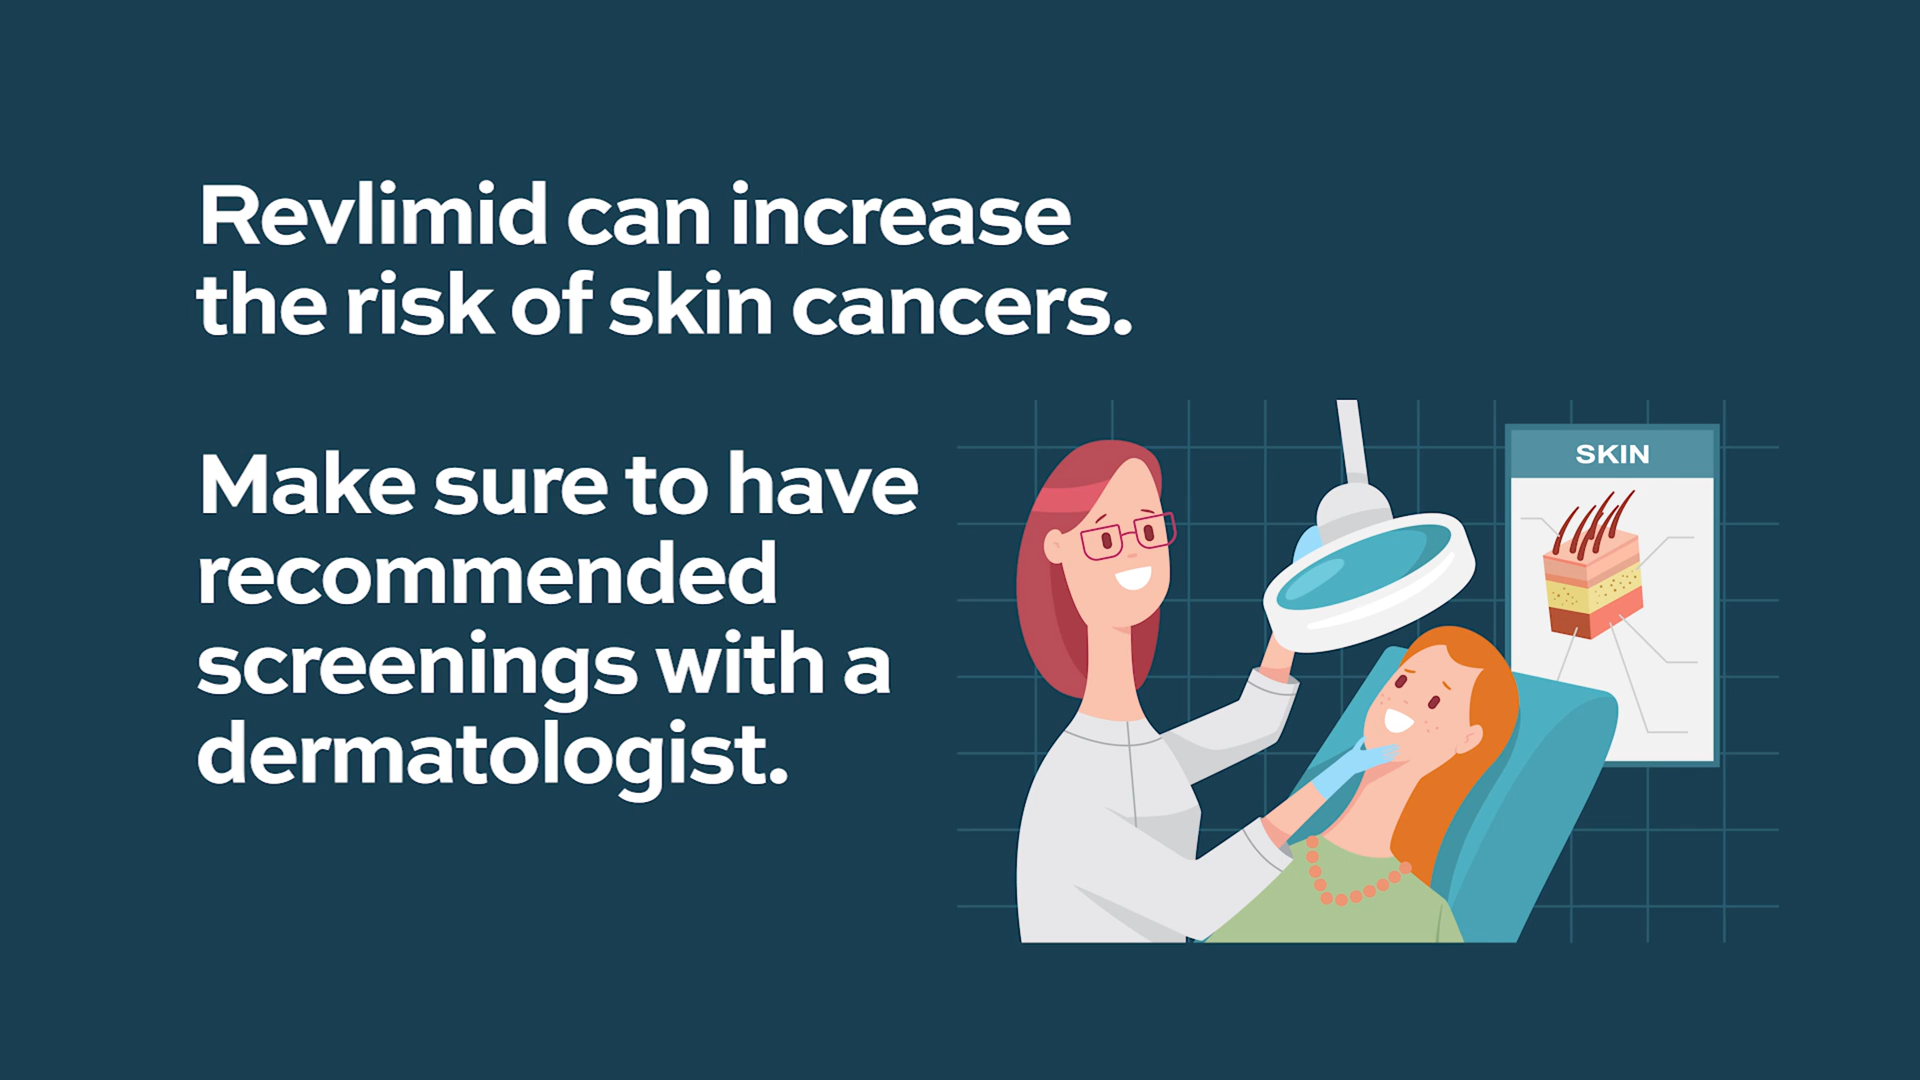 Revlimid can increase
the risk of skin cancers.
Make sure to have
recommended
screenings with a
dermatologist.
SKIN